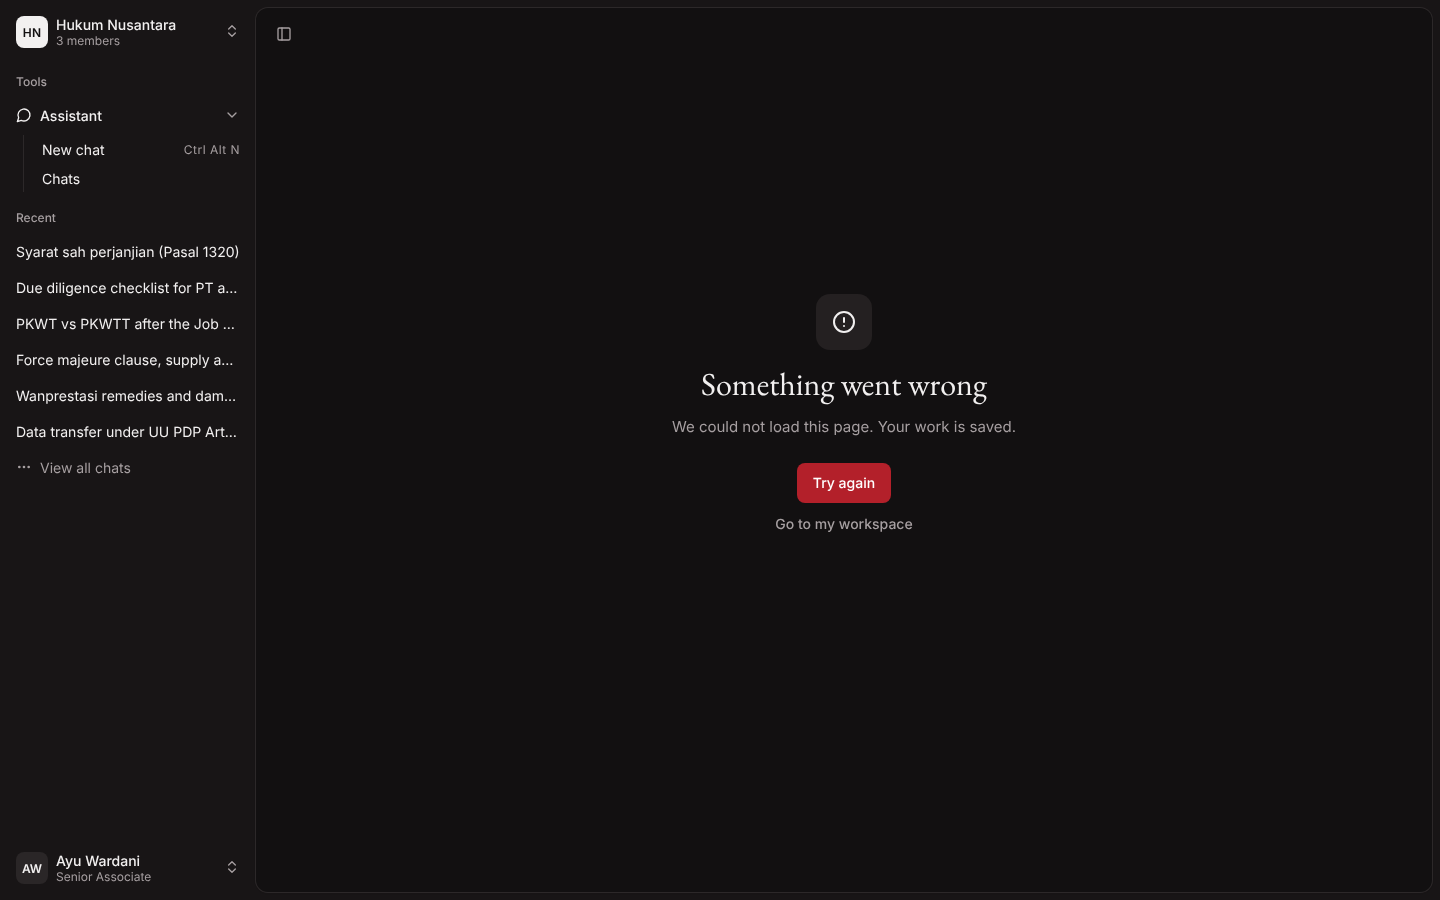 HN
Hukum Nusantara
3 members
Tools
Assistant
New chat Ctrl Alt N
Chats
Recent
Syarat sah perjanjian (Pasal 1320)
Due diligence checklist for PT a...
PKWT vs PKWTT after the Job ...
Force majeure clause, supply a...
Wanprestasi remedies and dam...
Data transfer under UU PDP Art...
View all chats
Something went wrong
We could not load this page. Your work is saved.
Try again
Go to my workspace
AW
Ayu Wardani
Senior Associate